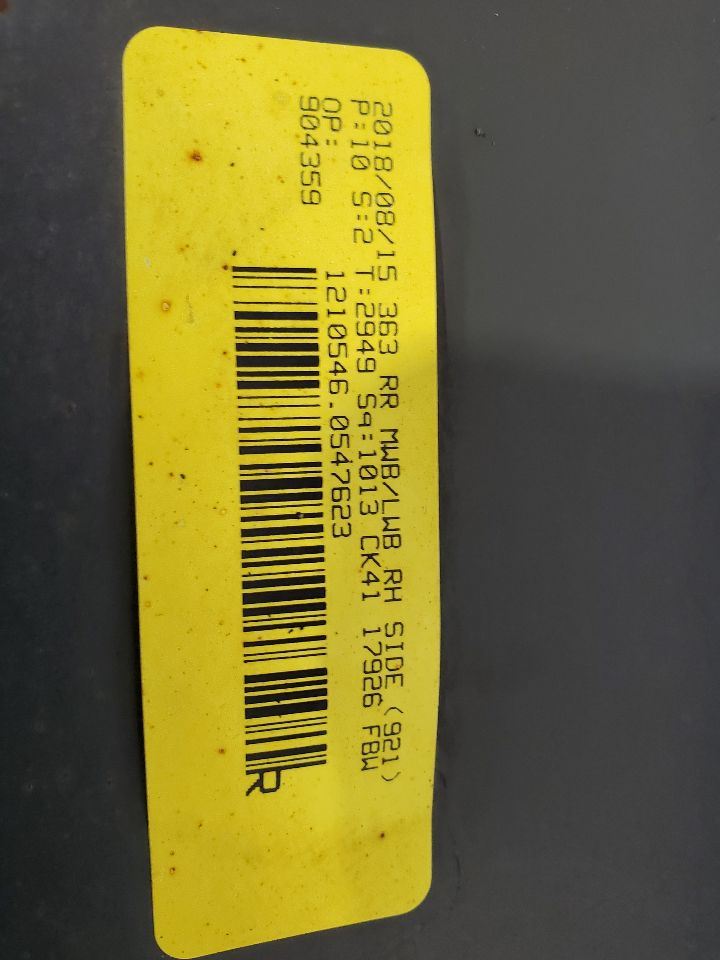 2018/08/15 363 RR MWB/LWB RH SIDE (921)
P:10 S:2 T:2949 Sq:1013 CK41 17926 FBW
OP: 1210546.0547623
904359
R